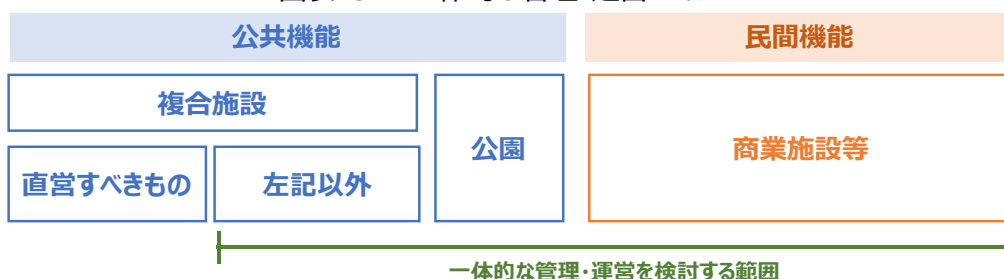 公共機能
民間機能
複合施設
公園
商業施設等
直営すべきもの
左記以外
一体的な管理・運営を検討する範囲